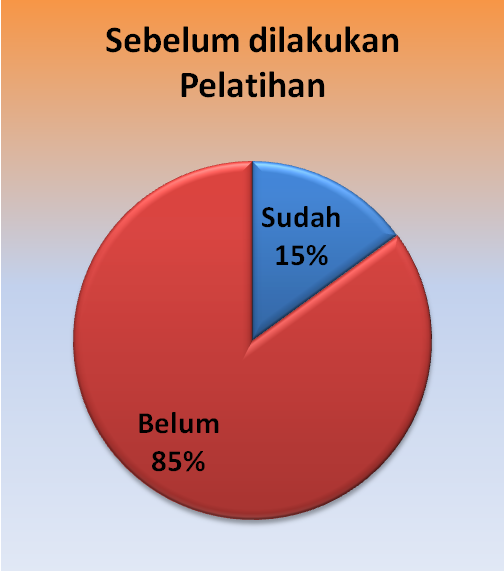 Sebelum dilakukan
Pelatihan
Sudah
15%
Belum
85%